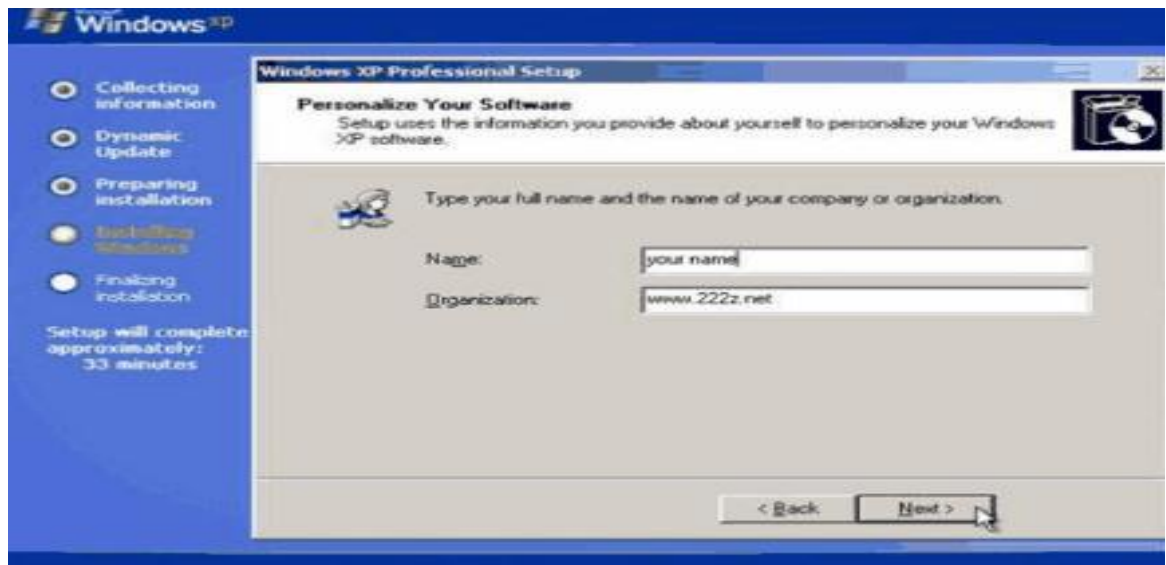 Windows xp
Collecting
information
Dynamic
Update
Preparing
installation
Installing
Windows
Finalizing
installation
Setup will complete
approximately:
33 minutes
Windows XP Professional Setup
Personalize Your Software
Setup uses the information you provide about yourself to personalize your Windows
XP software.
Type your full name and the name of your company or organization.
Name:
your name
Organization:
www.222z.net
< Back
Next >